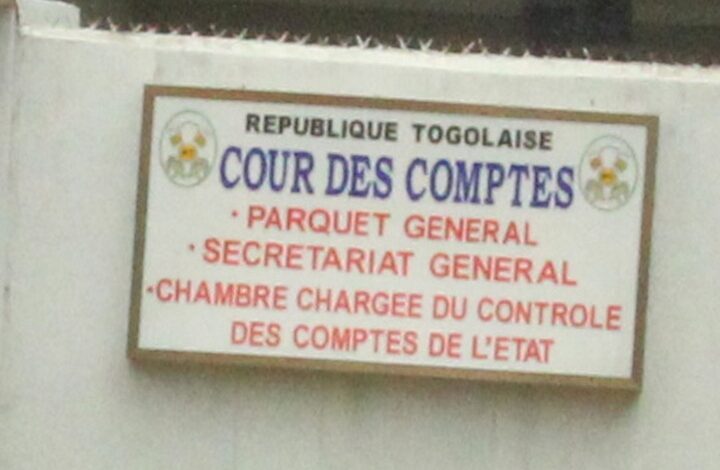 REPUBLIQUE TOGOLAISE
COUR DES COMPTES
· PARQUET GENERAL
· SECRETARIAT GENERAL
·CHAMBRE CHARGEE DU CONTROLE
DES COMPTES DE L'ETAT